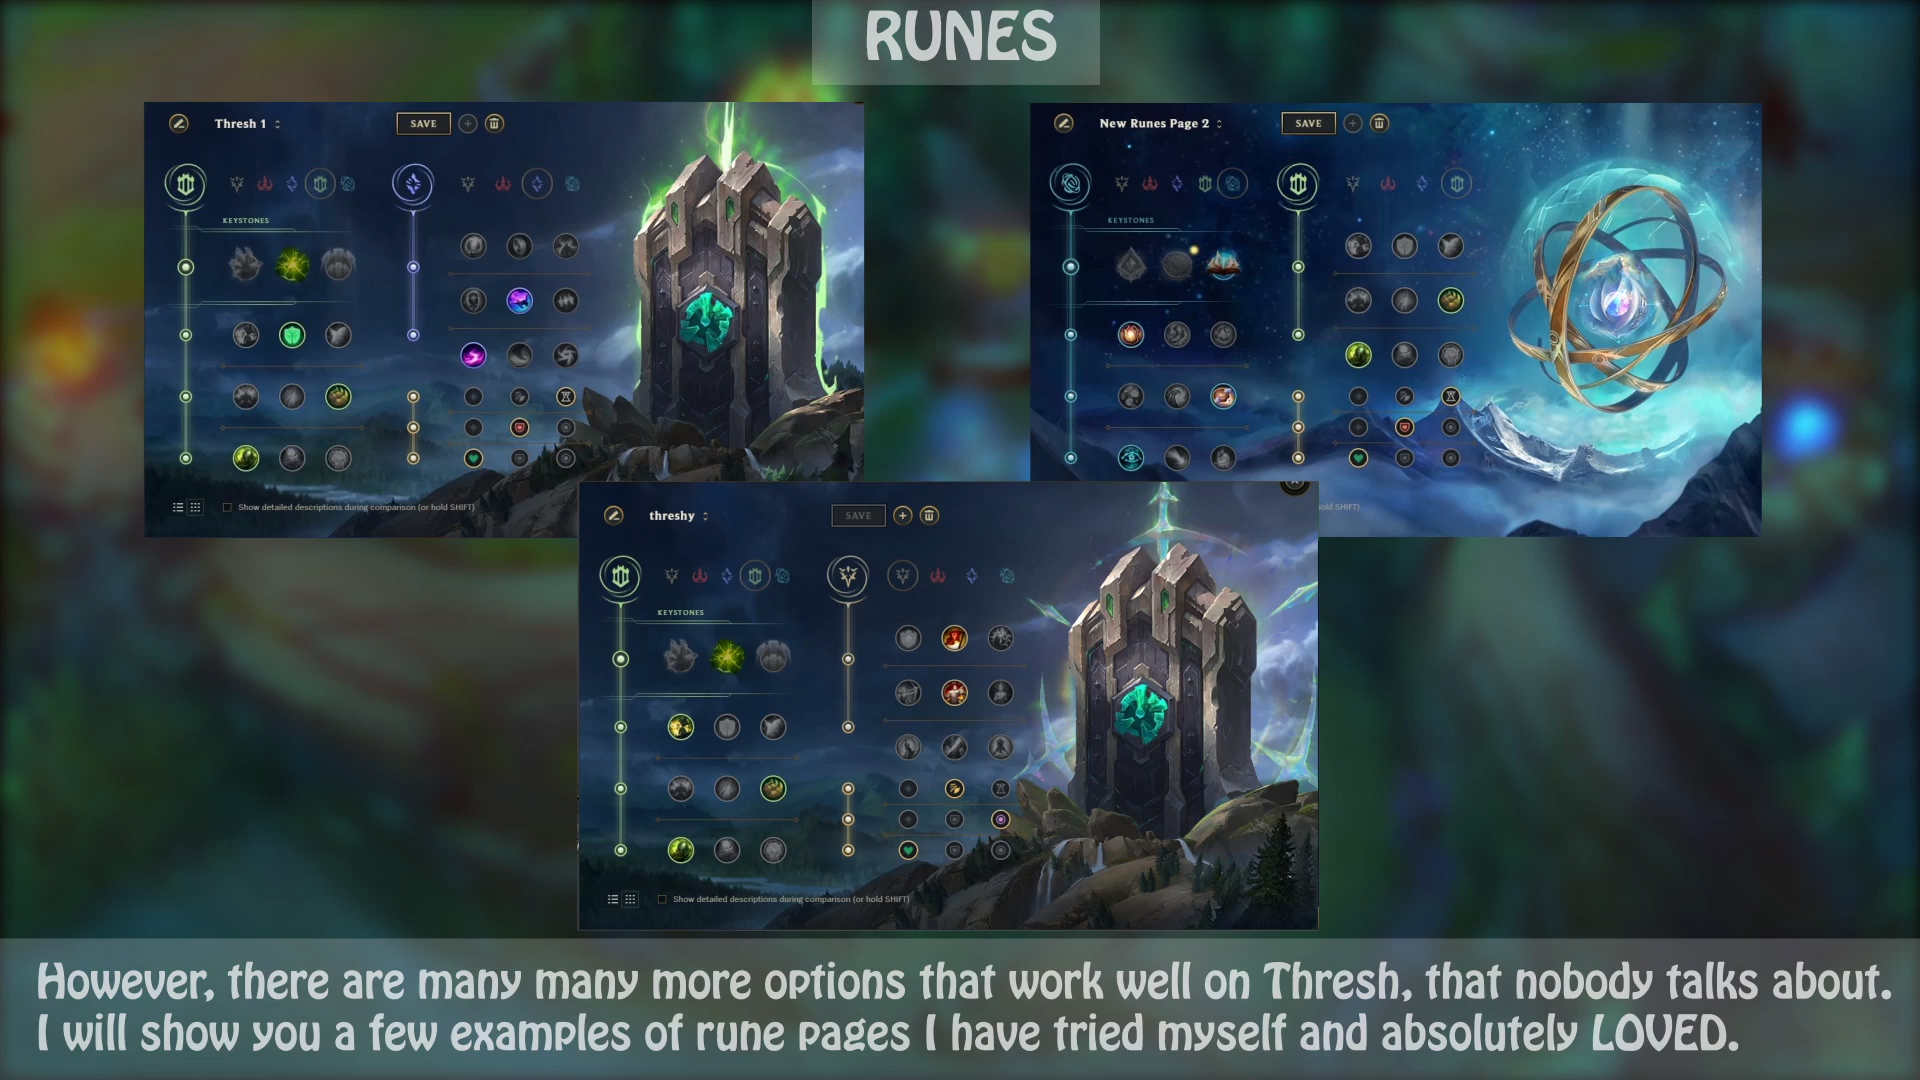 RUNES
Thresh 1
SAVE
KEYSTONES
Show detailed descriptions during comparison (or hold SHIFT)
New Runes Page 2
SAVE
KEYSTONES
hold SHIFT)
threshy
SAVE
KEYSTONES
Show detailed descriptions during comparison (or hold SHIFT)
However, there are many many more options that work well on Thresh, that nobody talks about.
I will show you a few examples of rune pages I have tried myself and absolutely LOVED.